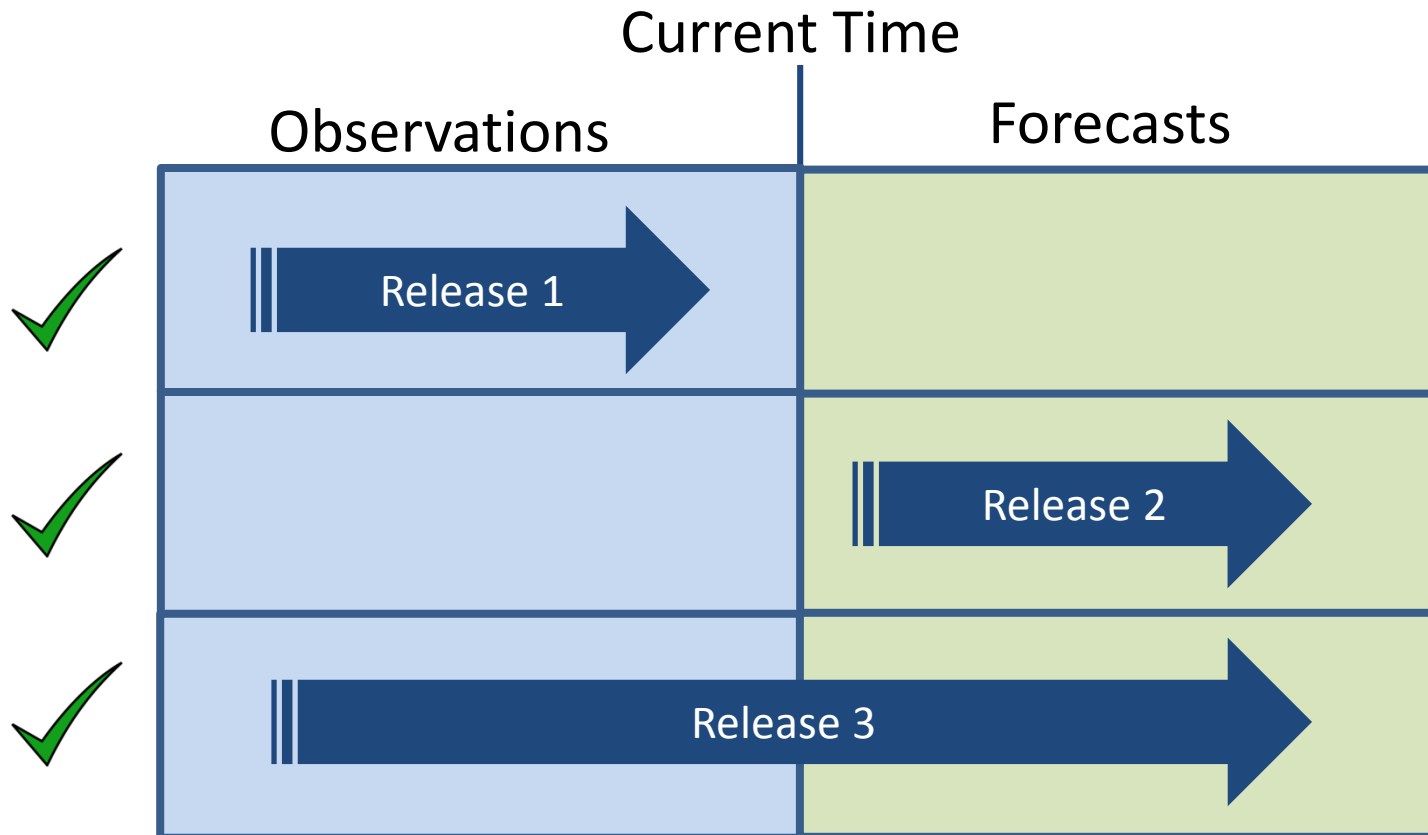 Current Time
Observations
Forecasts
Release 1
Release 2
Release 3